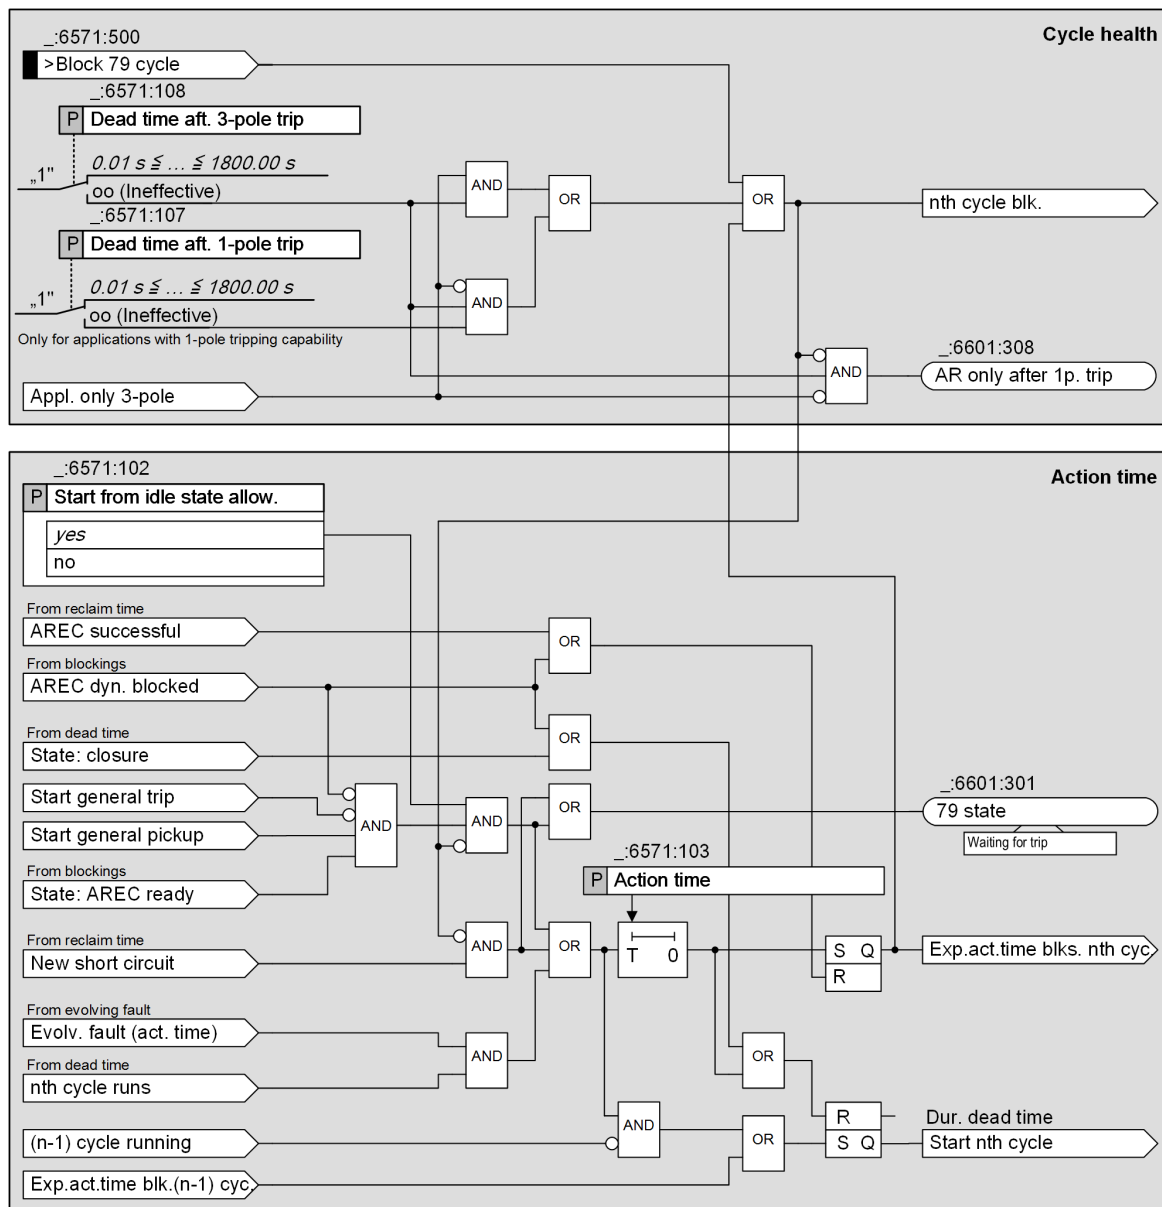 Cycle health
_:6571:500
>Block 79 cycle
_:6571:108
P Dead time aft. 3-pole trip
0.01 s ≦ ... ≦ 1800.00 s
„1"
oo (Ineffective)
_:6571:107
P Dead time aft. 1-pole trip
0.01 s ≦ ... ≦ 1800.00 s
„1"
oo (Ineffective)
Only for applications with 1-pole tripping capability
Appl. only 3-pole
AND
OR
AND
OR
nth cycle blk.
AND
_:6601:308
AR only after 1p. trip
Action time
_:6571:102
P Start from idle state allow.
yes
no
From reclaim time
AREC successful
OR
From blockings
AREC dyn. blocked
From dead time
State: closure
OR
Start general trip
Start general pickup
From blockings
State: AREC ready
AND
AND
OR
_:6601:301
79 state
Waiting for trip
_:6571:103
P Action time
From reclaim time
New short circuit
AND
OR
T 0
S Q
R
Exp.act.time blks. nth cyc.
From evolving fault
Evolv. fault (act. time)
From dead time
nth cycle runs
AND
OR
(n-1) cycle running
AND
Exp.act.time blk.(n-1) cyc.
OR
R
S Q
Dur. dead time
Start nth cycle